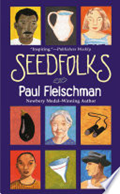 "Inspiring."—Publishers Weekly
SEEDFOLKS
Paul Fleischman
Newbery Medal-Winning Author